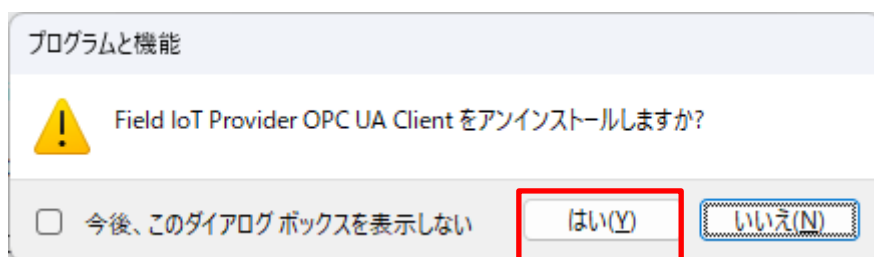 プログラムと機能
Field IoT Provider OPC UA Client をアンインストールしますか?
今後、このダイアログ ボックスを表示しない
はい(Y)
いいえ(N)